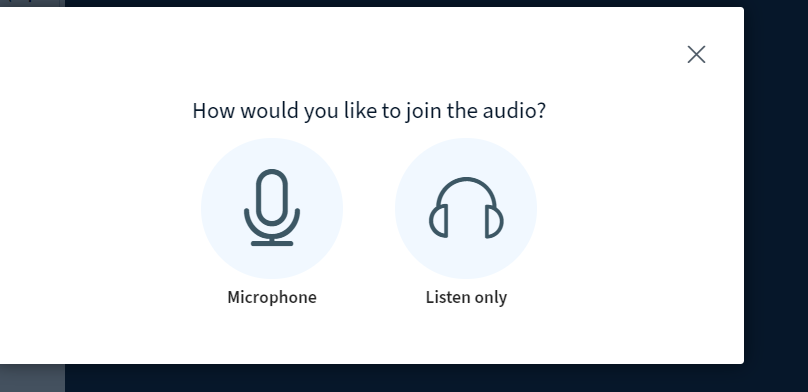 How would you like to join the audio?
Microphone
Listen only